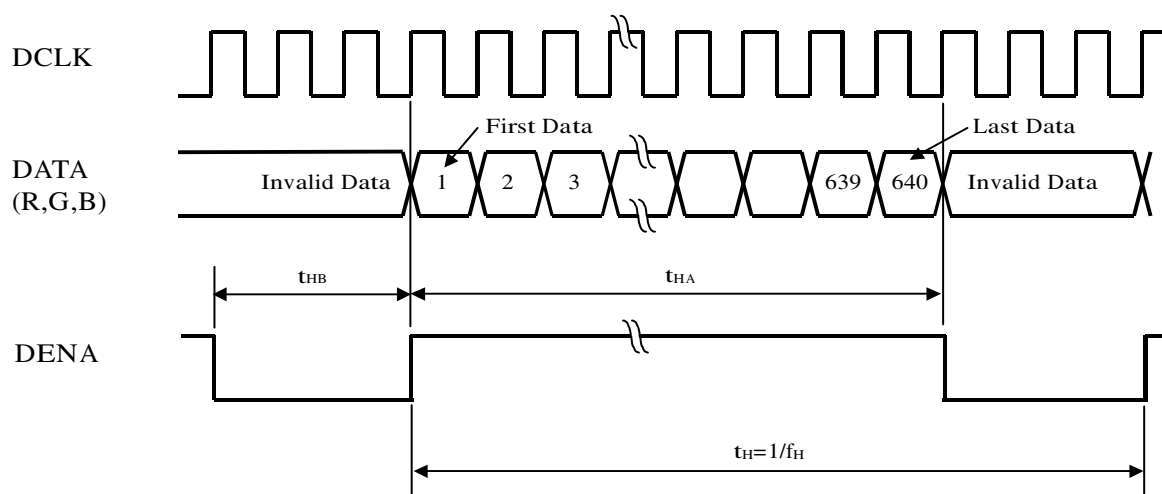 DCLK
First Data
Last Data
DATA
(R,G,B)
Invalid Data
1
2
3
639
640
Invalid Data
tHB
tHA
DENA
tH=1/fH